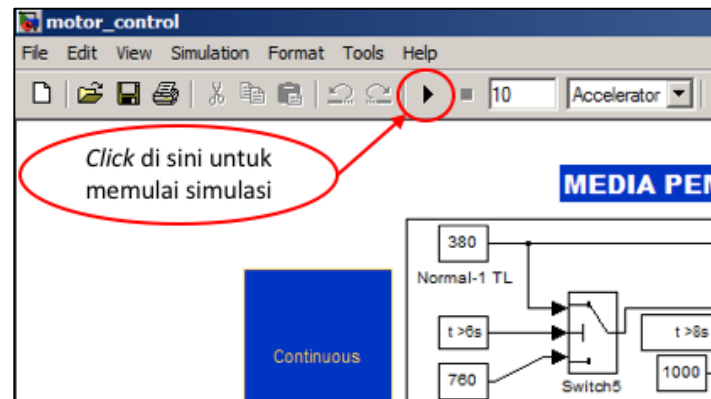 motor_control
File Edit View Simulation Format Tools Help
10 Accelerator
Click di sini untuk
memulai simulasi
MEDIA PEN
380
Normal-1 TL
t >6s
t >8s
Continuous
760
1000
Switch5